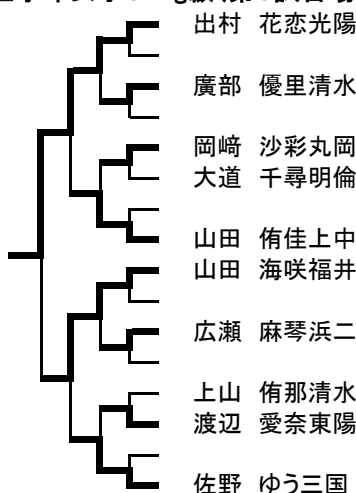 出村 花恋光陽
廣部 優里清水
岡﨑 沙彩丸岡
大道 千尋明倫
山田 侑佳上中
山田 海咲福井
広瀬 麻琴浜二
上山 侑那清水
渡辺 愛奈東陽
佐野 ゆう三国